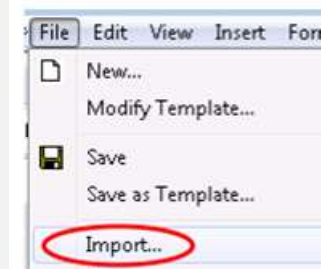 File Edit View Insert
New...
Modify Template...
Save
Save as Template...
Import...